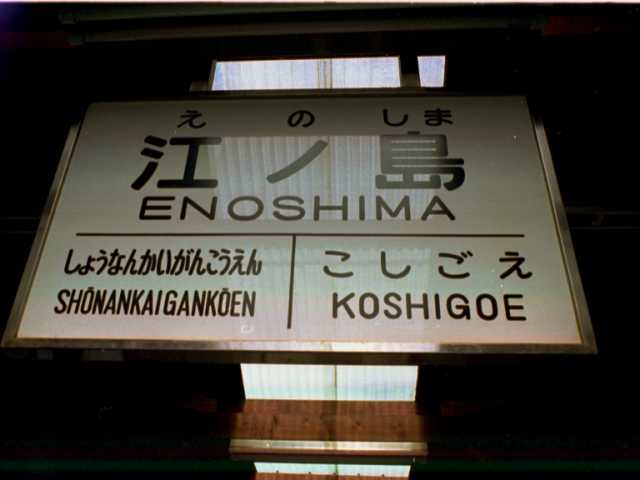 えのしま
江ノ島
ENOSHIMA
しょうなんかいがんこうえん
SHŌNANKAIGANKŌEN
こしごえ
KOSHIGOE